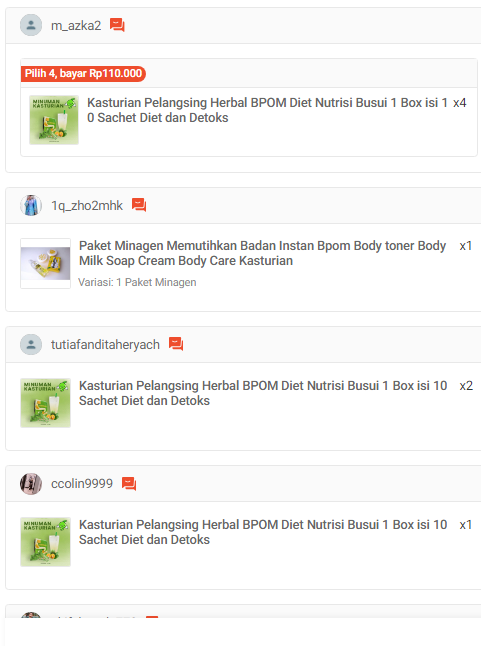 m_azka2
Pilih 4, bayar Rp110.000
MINUMAN
KASTURIAN
Kasturian Pelangsing Herbal BPOM Diet Nutrisi Busui 1 Box isi 1 x4
0 Sachet Diet dan Detoks
1q_zho2mhk
Paket Minagen Memutihkan Badan Instan Bpom Body toner Body x1
Milk Soap Cream Body Care Kasturian
Variasi: 1 Paket Minagen
tutiafanditaheryach
MINUMAN
KASTURIAN
Kasturian Pelangsing Herbal BPOM Diet Nutrisi Busui 1 Box isi 10 x2
Sachet Diet dan Detoks
ccolin9999
MINUMAN
KASTURIAN
Kasturian Pelangsing Herbal BPOM Diet Nutrisi Busui 1 Box isi 10 x1
Sachet Diet dan Detoks